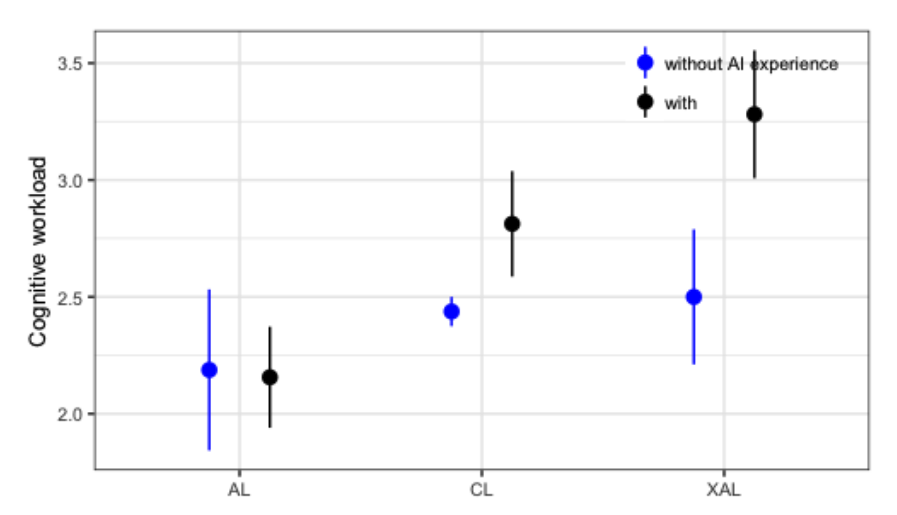 3.5
without AI experience
with
3.0
Cognitive workload
2.5
2.0
AL CL XAL